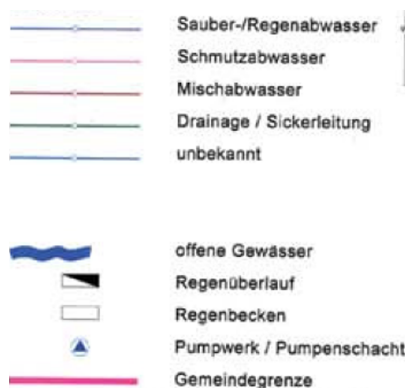 Sauber-/Regenabwasser
Schmutzabwasser
Mischabwasser
Drainage / Sickerleitung
unbekannt
offene Gewässer
Regenüberlauf
Regenbecken
Pumpwerk / Pumpenschacht
Gemeindegrenze